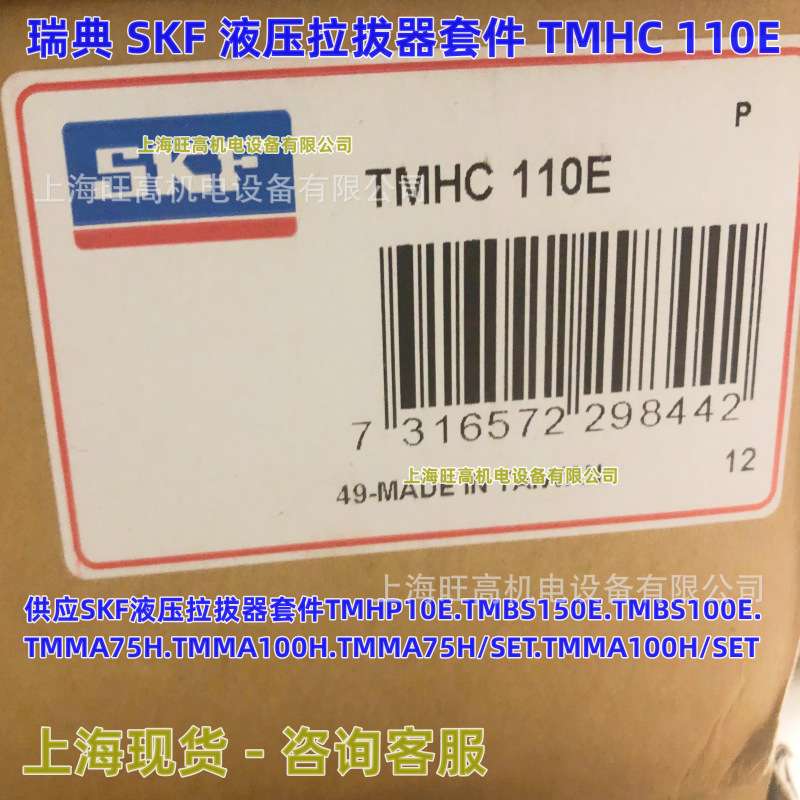 瑞典 SKF 液压拉拔器套件 TMHC 110E
P
SKF
上海旺高机电设备有限公司
上海旺高机电设备有限公司
TMHC 110E
7 316572 298442
上海旺高机电设备有限公司
12
49-MADE IN
上海旺高机电设备有限公司
供应SKF液压拉拔器套件TMHP10E.TMBS150E.TMBS100E.
TMMA75H.TMMA100H.TMMA75H/SET.TMMA100H/SET
上海现货 - 咨询客服